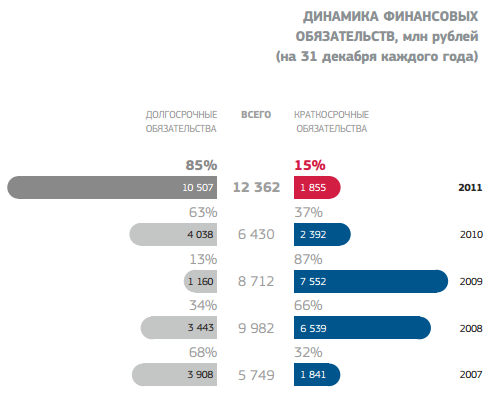 ДИНАМИКА ФИНАНСОВЫХ
ОБЯЗАТЕЛЬСТВ, млн рублей
(на 31 декабря каждого года)
ДОЛГОСРОЧНЫЕ ОБЯЗАТЕЛЬСТВА ВСЕГО КРАТКОСРОЧНЫЕ ОБЯЗАТЕЛЬСТВА
85% 15%
10 507 12 362 1 855 2011
63% 37%
4 038 6 430 2 392 2010
13% 87%
1 160 8 712 7 552 2009
34% 66%
3 443 9 982 6 539 2008
68% 32%
3 908 5 749 1 841 2007